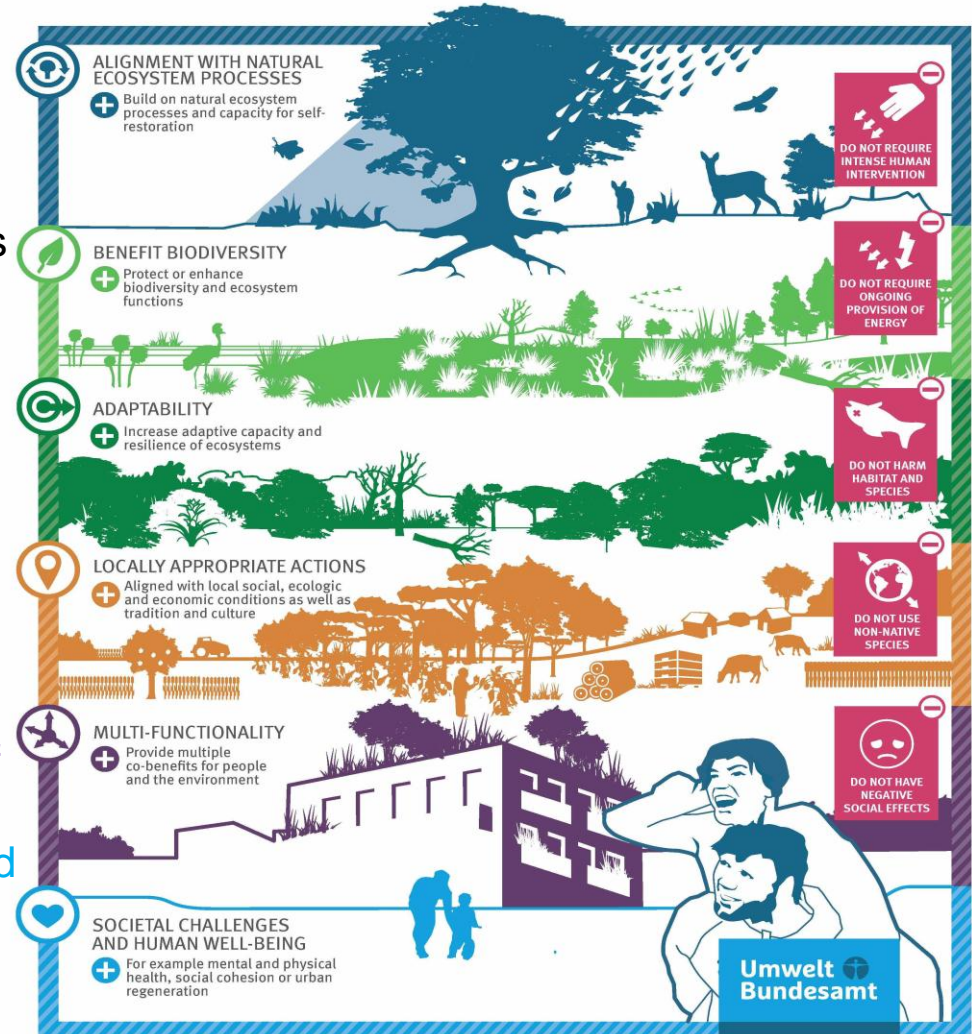 ALIGNMENT WITH NATURAL
ECOSYSTEM PROCESSES
Build on natural ecosystem
processes and capacity for self-
restoration
DO NOT REQUIRE
INTENSE HUMAN
INTERVENTION
s
BENEFIT BIODIVERSITY
Protect or enhance
biodiversity and ecosystem
functions
DO NOT REQUIRE
ONGOING
PROVISION OF
ENERGY
ADAPTABILITY
Increase adaptive capacity and
resilience of ecosystems
DO NOT HARM
HABITAT AND
SPECIES
LOCALLY APPROPRIATE ACTIONS
Aligned with local social, ecologic
and economic conditions as well as
tradition and culture
DO NOT USE
NON-NATIVE
SPECIES
MULTI-FUNCTIONALITY
Provide multiple
co-benefits for people
and the environment
DO NOT HAVE
NEGATIVE
SOCIAL EFFECTS
d
SOCIETAL CHALLENGES
AND HUMAN WELL-BEING
For example mental and physical
health, social cohesion or urban
regeneration
Umwelt
Bundesamt